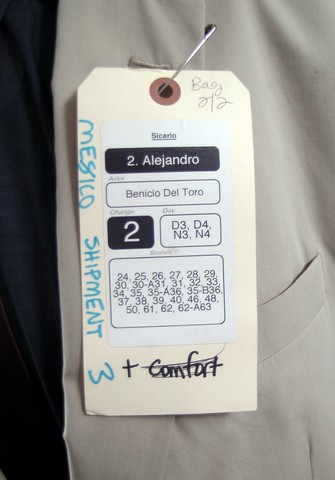 Bag
2/2
Sicario
2. Alejandro
Actor
Benicio Del Toro
Change
2
Day
D3, D4,
N3, N4
Scenes
24, 25, 26, 27, 28, 29,
30, 30-A31, 31, 32, 33,
34, 35, 35-A36, 35-B36,
37, 38, 39, 40, 46, 48,
50, 61, 62, 62-A63
+ Comfort
MESSICO SHIPMENT 3